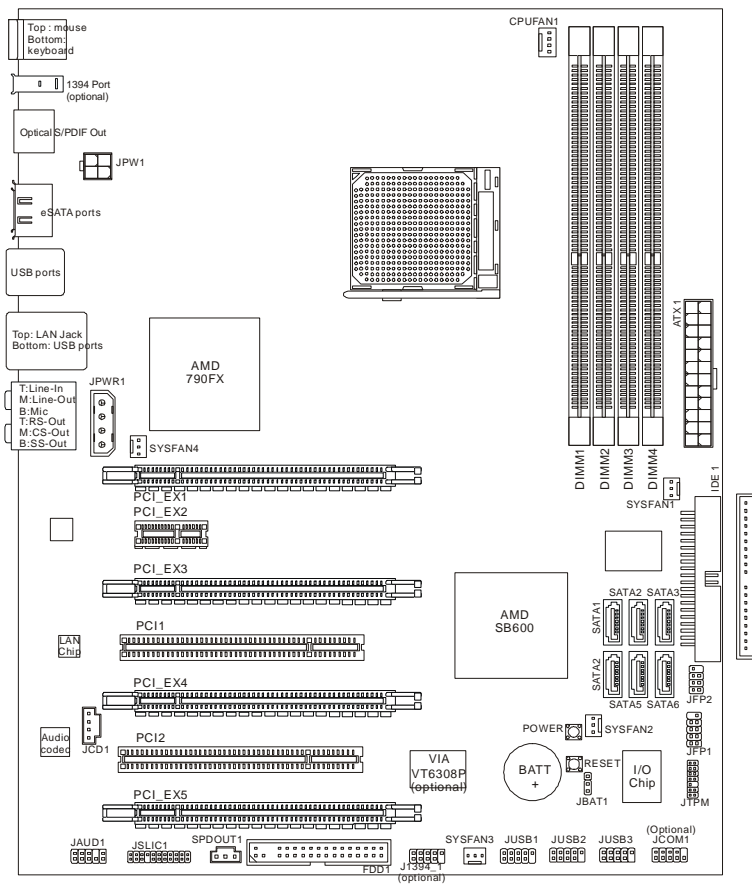 Top : mouse
Bottom:
keyboard
CPUFAN1
1394 Port
(optional)
Optical S/PDIF Out
JPW1
eSATA ports
USB ports
ATX 1
Top: LAN Jack
Bottom: USB ports
AMD
790FX
T:Line-In
M:Line-Out
B:Mic
T:RS-Out
M:CS-Out
B:SS-Out
JPWR1
SYSFAN4
DIMM1
DIMM2
DIMM3
DIMM4
SYSFAN1
IDE 1
PCI_EX1
PCI_EX2
PCI_EX3
AMD
SB600
SATA1
SATA2
SATA3
PCI1
LAN
Chip
SATA2
SATA5
SATA6
PCI_EX4
JFP2
Audio
codec
JCD1
PCI2
POWER
SYSFAN2
JFP1
VIA
VT6308P
(optional)
BATT
+
RESET
I/O
Chip
JBAT1
JTPM
PCI_EX5
JAUD1
JSLIC1
SPDOUT1
FDD1
J1394_1
(optional)
SYSFAN3
JUSB1
JUSB2
JUSB3
(Optional)
JCOM1